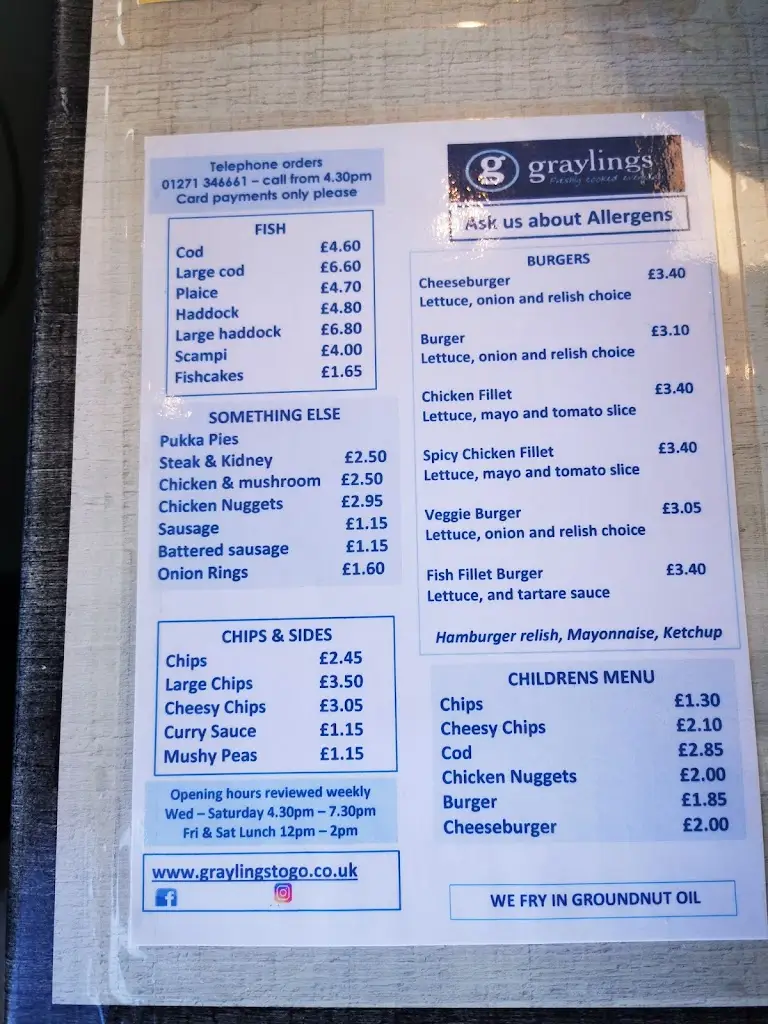 Telephone orders
01271 346661 – call from 4.30pm
Card payments only please
FISH
Cod £4.60
Large cod £6.60
Plaice £4.70
Haddock £4.80
Large haddock £6.80
Scampi £4.00
Fishcakes £1.65
SOMETHING ELSE
Pukka Pies
Steak & Kidney £2.50
Chicken & mushroom £2.50
Chicken Nuggets £2.95
Sausage £1.15
Battered sausage £1.15
Onion Rings £1.60
CHIPS & SIDES
Chips £2.45
Large Chips £3.50
Cheesy Chips £3.05
Curry Sauce £1.15
Mushy Peas £1.15
Opening hours reviewed weekly
Wed – Saturday 4.30pm – 7.30pm
Fri & Sat Lunch 12pm – 2pm
www.graylingstogo.co.uk
g graylings
Freshly cooked
Ask us about Allergens
BURGERS
Cheeseburger £3.40
Lettuce, onion and relish choice
Burger £3.10
Lettuce, onion and relish choice
Chicken Fillet £3.40
Lettuce, mayo and tomato slice
Spicy Chicken Fillet £3.40
Lettuce, mayo and tomato slice
Veggie Burger £3.05
Lettuce, onion and relish choice
Fish Fillet Burger £3.40
Lettuce, and tartare sauce
Hamburger relish, Mayonnaise, Ketchup
CHILDRENS MENU
Chips £1.30
Cheesy Chips £2.10
Cod £2.85
Chicken Nuggets £2.00
Burger £1.85
Cheeseburger £2.00
WE FRY IN GROUNDNUT OIL